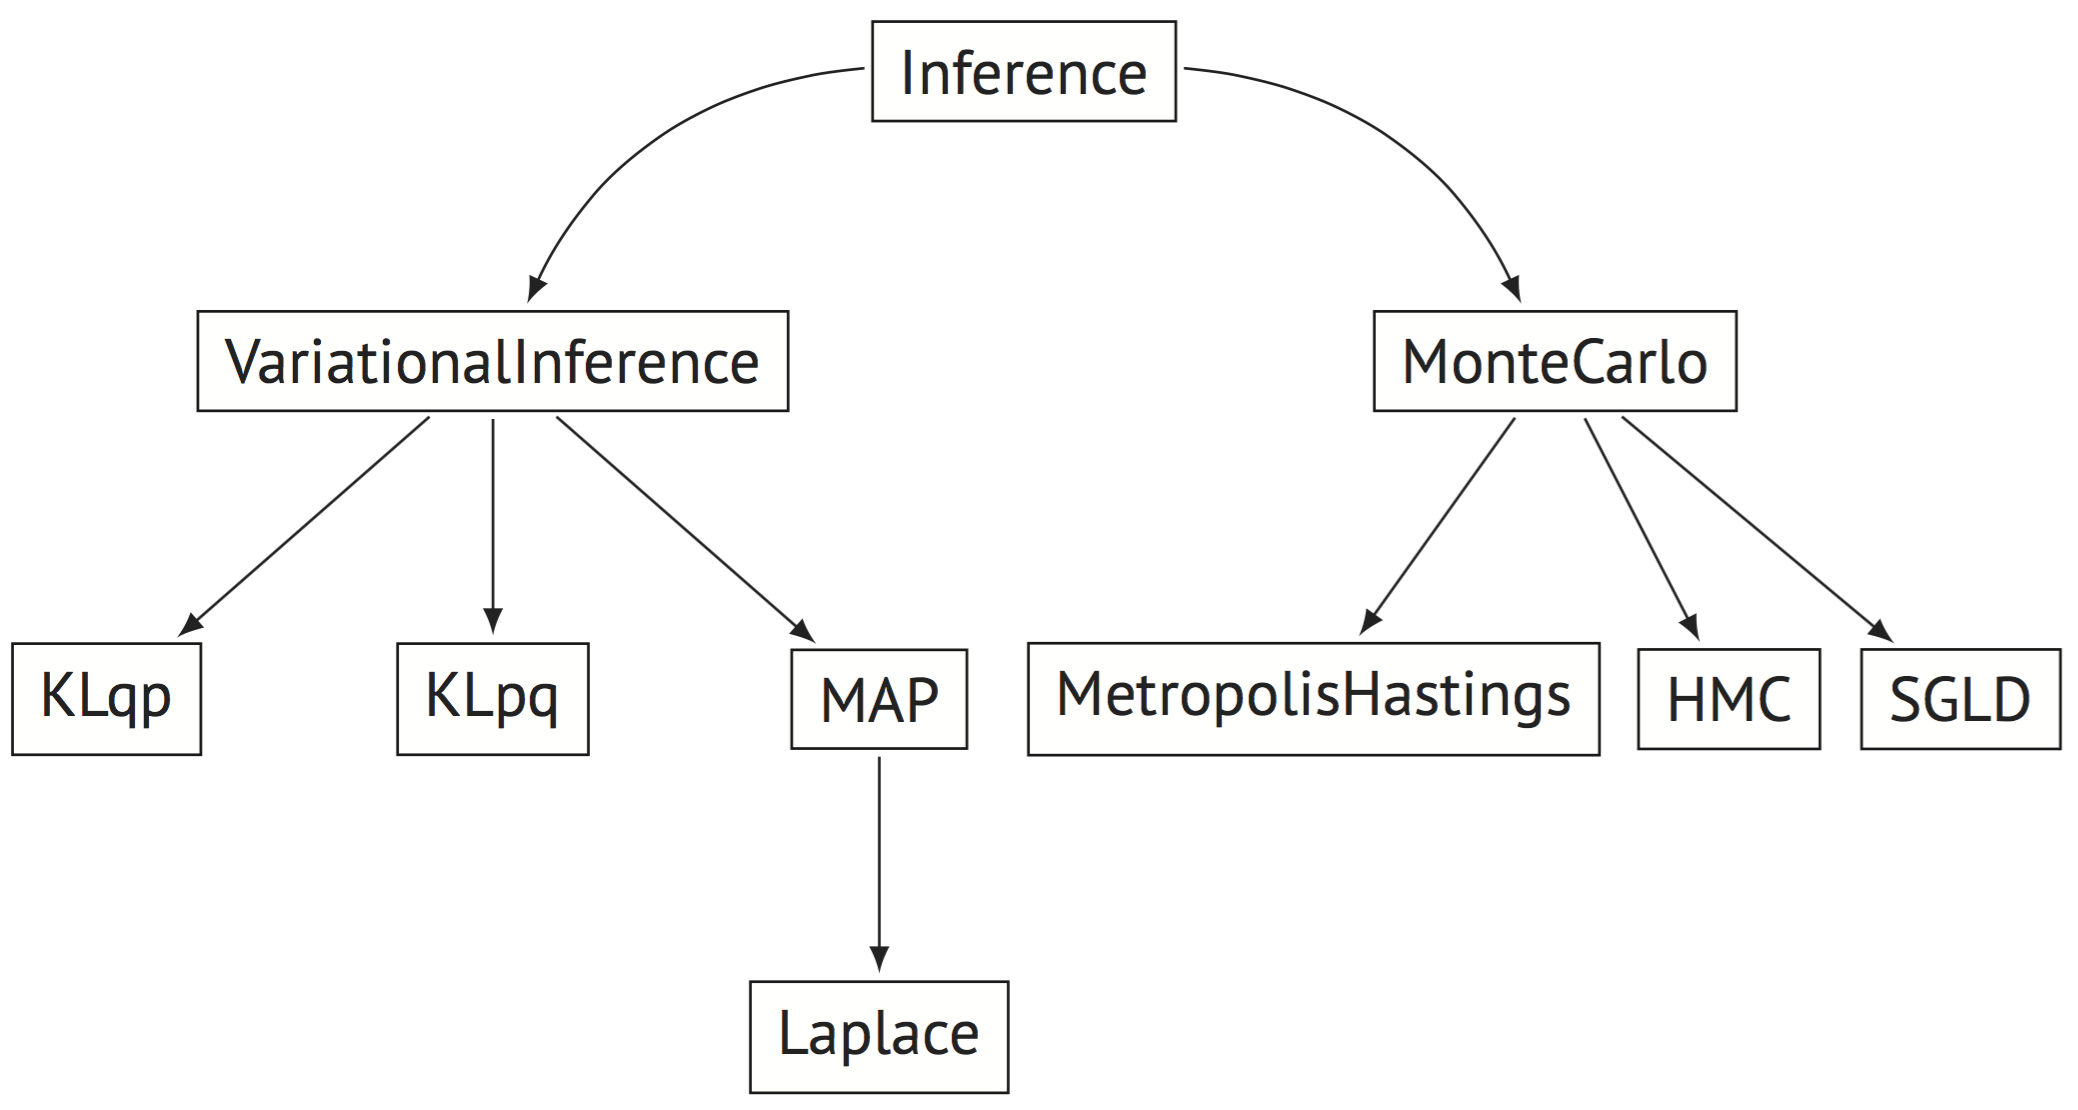 Inference
VariationalInference
MonteCarlo
KLqp
KLpq
MAP
MetropolisHastings
HMC
SGLD
Laplace